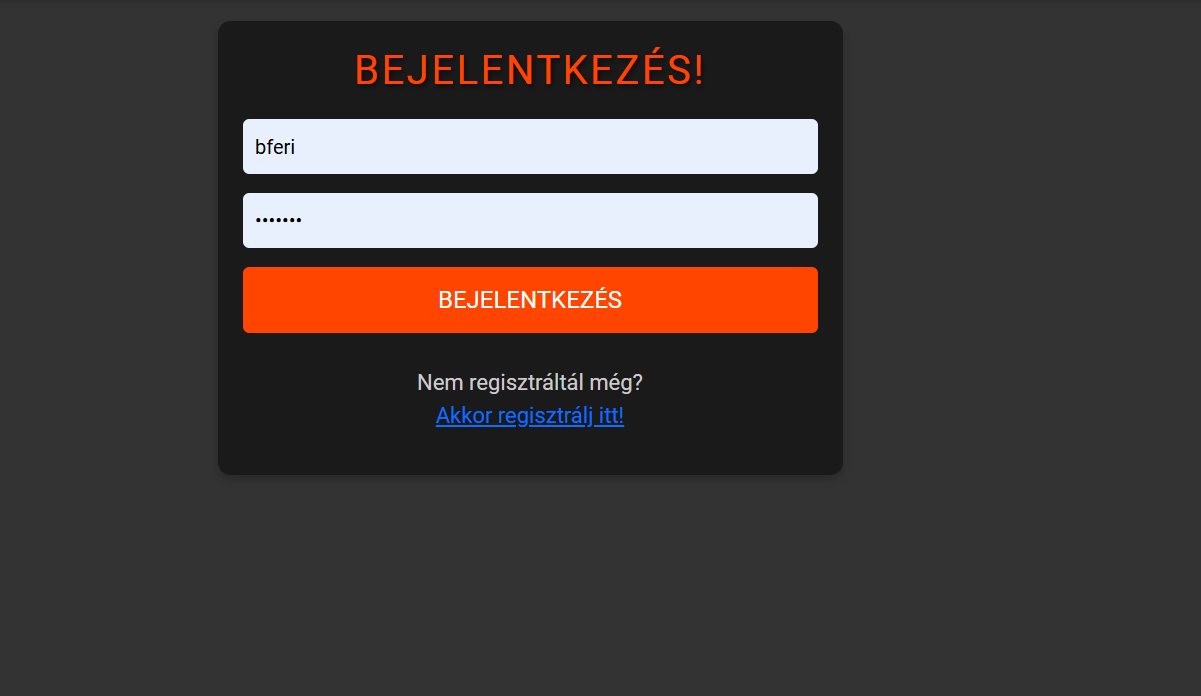 BEJELENTKEZÉS!
bferi
•••••••
BEJELENTKEZÉS
Nem regisztráltál még?
Akkor regisztrálj itt!